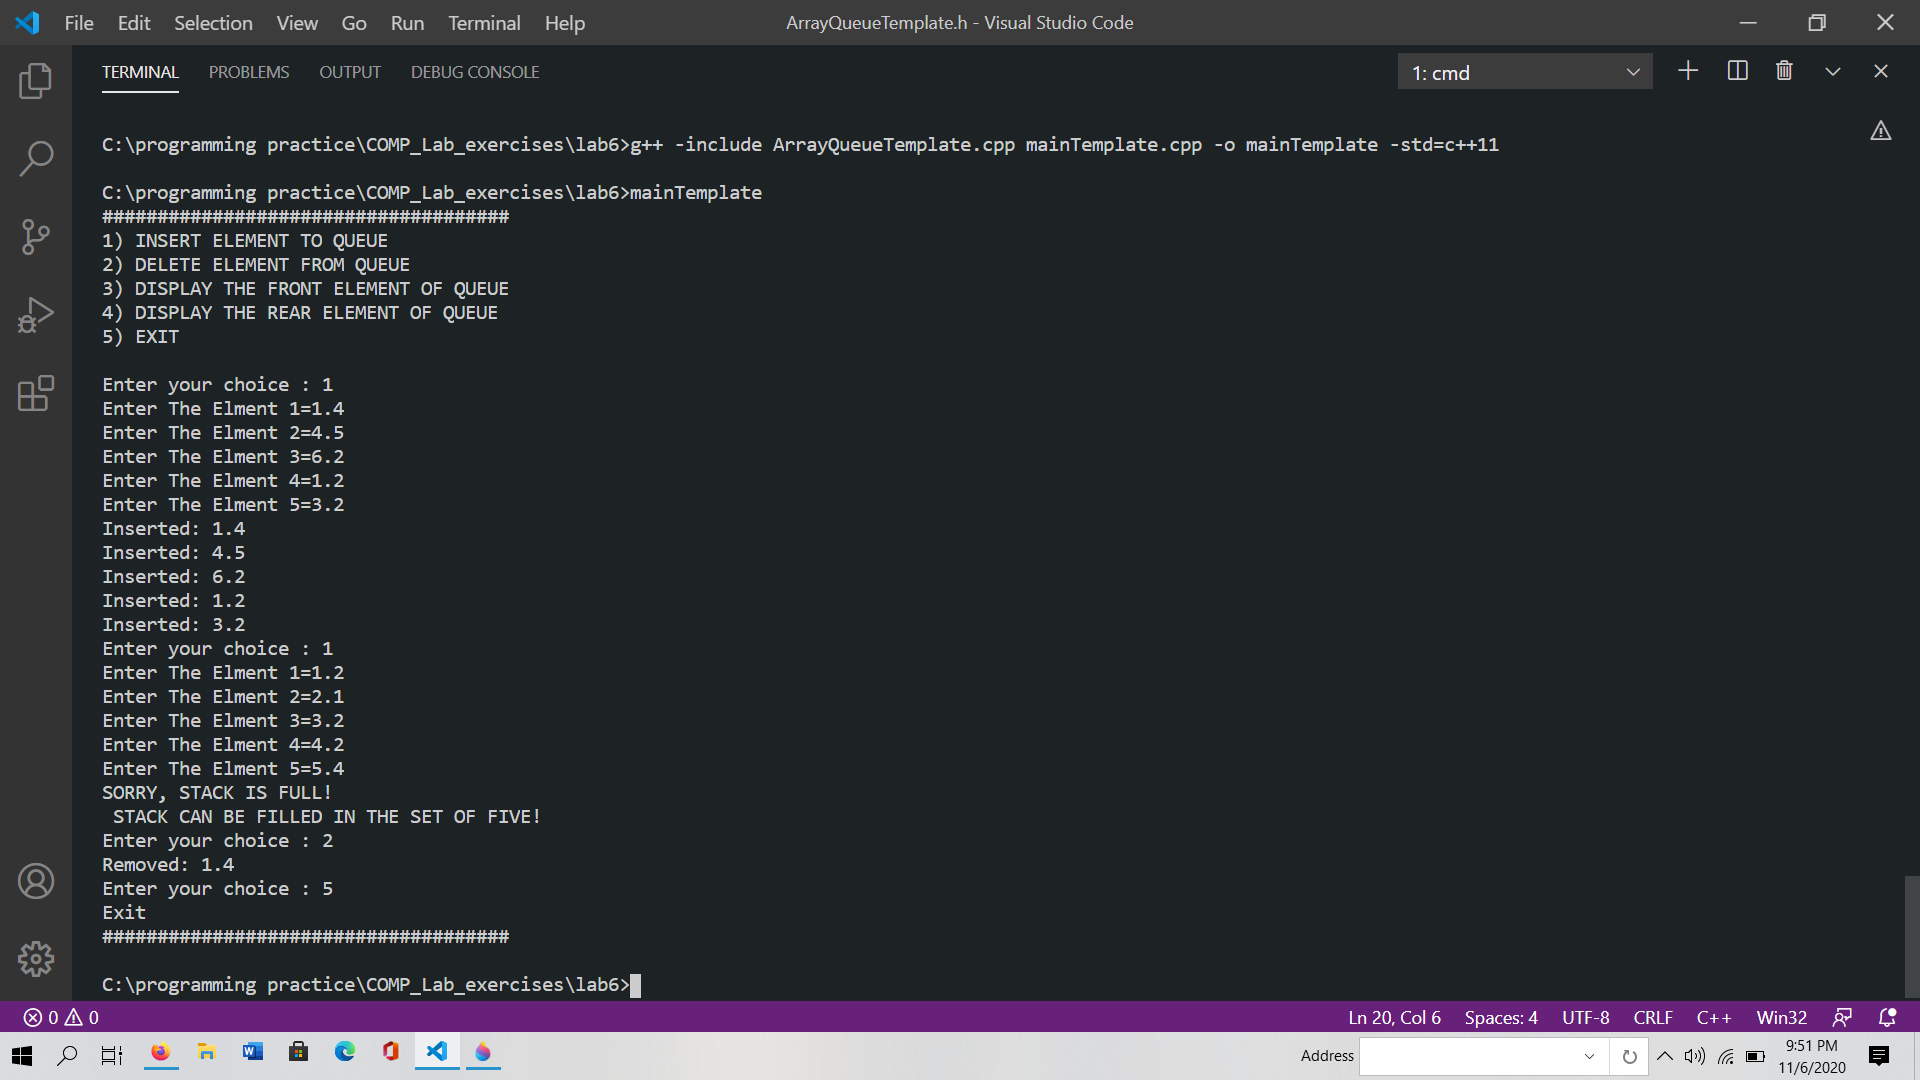 File Edit Selection View Go Run Terminal Help ArrayQueueTemplate.h - Visual Studio Code
TERMINAL PROBLEMS OUTPUT DEBUG CONSOLE 1: cmd
C:\programming practice\COMP_Lab_exercises\lab6>g++ -include ArrayQueueTemplate.cpp mainTemplate.cpp -o mainTemplate -std=c++11
C:\programming practice\COMP_Lab_exercises\lab6>mainTemplate
#####################################
1) INSERT ELEMENT TO QUEUE
2) DELETE ELEMENT FROM QUEUE
3) DISPLAY THE FRONT ELEMENT OF QUEUE
4) DISPLAY THE REAR ELEMENT OF QUEUE
5) EXIT
Enter your choice : 1
Enter The Elment 1=1.4
Enter The Elment 2=4.5
Enter The Elment 3=6.2
Enter The Elment 4=1.2
Enter The Elment 5=3.2
Inserted: 1.4
Inserted: 4.5
Inserted: 6.2
Inserted: 1.2
Inserted: 3.2
Enter your choice : 1
Enter The Elment 1=1.2
Enter The Elment 2=2.1
Enter The Elment 3=3.2
Enter The Elment 4=4.2
Enter The Elment 5=5.4
SORRY, STACK IS FULL!
STACK CAN BE FILLED IN THE SET OF FIVE!
Enter your choice : 2
Removed: 1.4
Enter your choice : 5
Exit
#####################################
C:\programming practice\COMP_Lab_exercises\lab6>
0 0 Ln 20, Col 6 Spaces: 4 UTF-8 CRLF C++ Win32
Address 9:51 PM
11/6/2020